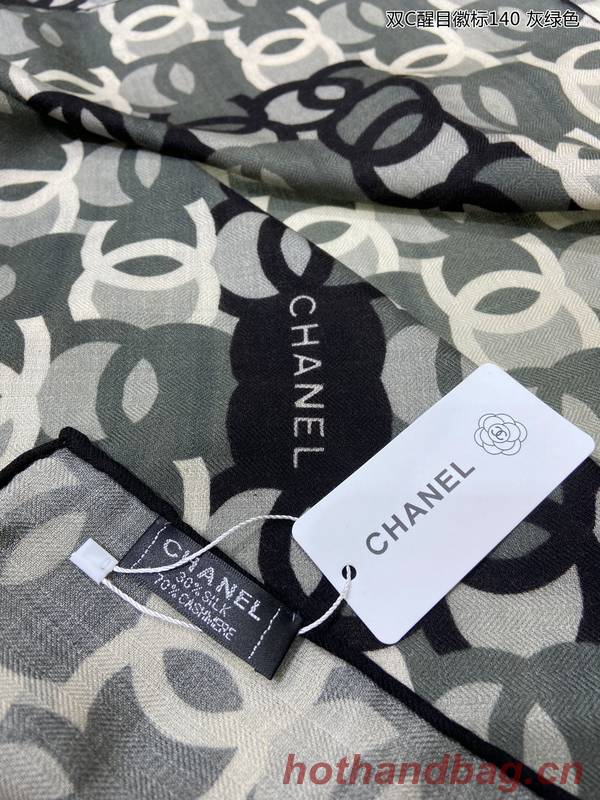 双C醒目徽标140 灰绿色
CHANEL
CHANEL
CHANEL
30% SILK
70% CASHMERE
hothandbag.cn